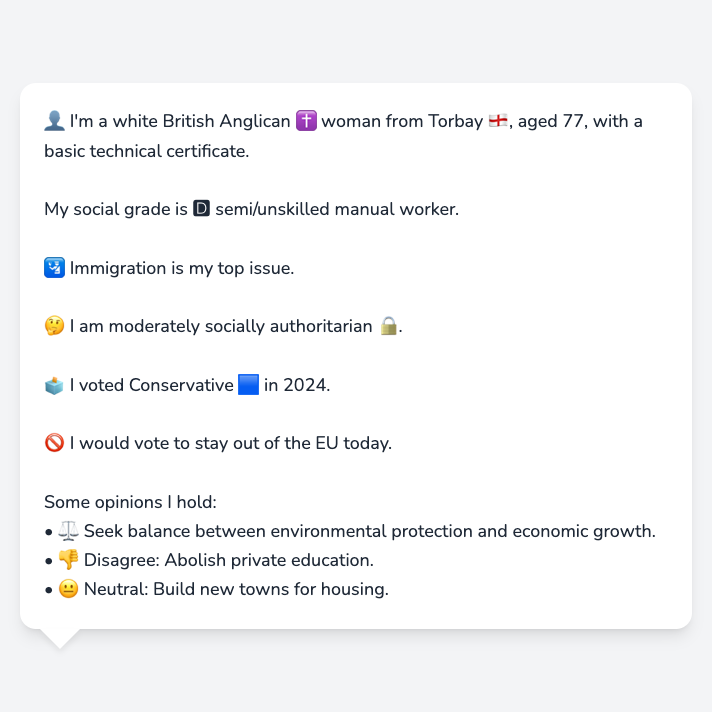 👤 I'm a white British Anglican ✝️ woman from Torbay 🏴󠁧󠁢󠁥󠁮󠁧󠁿, aged 77, with a
basic technical certificate.
My social grade is 🅳 semi/unskilled manual worker.
🛂 Immigration is my top issue.
🤔 I am moderately socially authoritarian 🔒.
🗳️ I voted Conservative 🟦 in 2024.
🚫 I would vote to stay out of the EU today.
Some opinions I hold:
• ⚖️ Seek balance between environmental protection and economic growth.
• 👎 Disagree: Abolish private education.
• 😐 Neutral: Build new towns for housing.